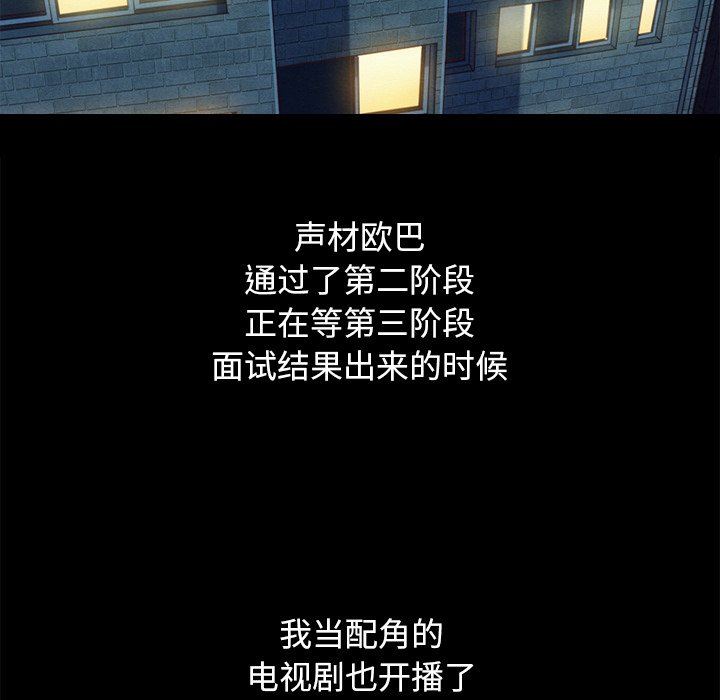 声材欧巴
通过了第二阶段
正在等第三阶段
面试结果出来的时候
我当配角的
电视剧也开播了